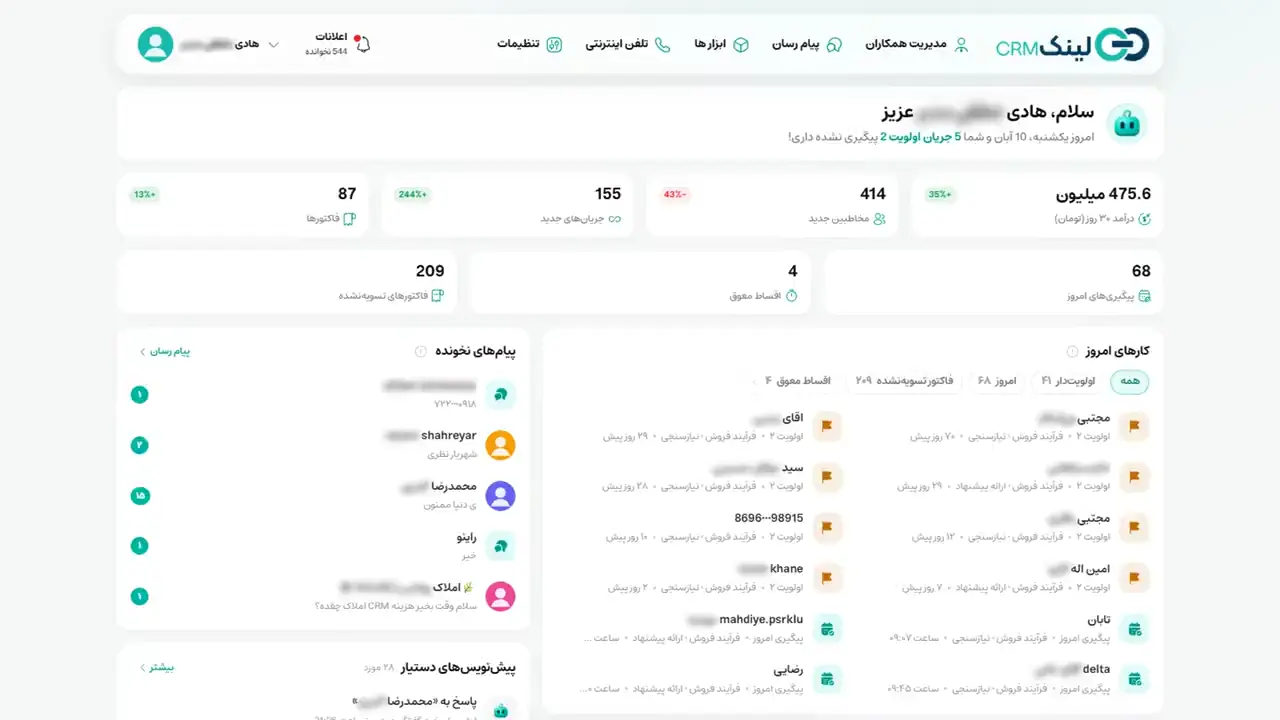 لینک CRM
مدیریت همکاران
پیام رسان
ابزار ها
تلفن اینترنتی
تنظیمات
اعلانات
544 نخوانده
هادی
سلام، هادی عزیز
امروز یکشنبه، 10 آبان و شما 5 جریان اولویت 2 پیگیری نشده داری!
475.6 میلیون
+35%
درآمد ۳۰ روز (تومان)
414
-43%
مخاطبین جدید
155
+244%
جریان‌های جدید
87
+13%
فاکتورها
68
پیگیری‌های امروز
4
اقساط معوق
209
فاکتورهای تسویه‌نشده
کارهای امروز
همه
اولویت‌دار ۴۱
امروز ۶۸
فاکتور تسویه‌نشده ۲۰۹
اقساط معوق ۴
مجتبی
اولویت ۲ • فرآیند فروش · نیازسنجی • ۷۰ روز پیش
اقای
اولویت ۲ • فرآیند فروش · نیازسنجی • ۲۹ روز پیش
اولویت ۲ • فرآیند فروش · ارائه پیشنهاد • ۲۹ روز پیش
سید
اولویت ۲ • فرآیند فروش · نیازسنجی • ۲۸ روز پیش
مجتبی
اولویت ۲ • فرآیند فروش · نیازسنجی • ۱۲ روز پیش
98915···8696
اولویت ۲ • فرآیند فروش · نیازسنجی • ۱۰ روز پیش
امین اله
اولویت ۲ • فرآیند فروش · ارائه پیشنهاد • ۷ روز پیش
khane
اولویت ۲ • فرآیند فروش · نیازسنجی • ۲ روز پیش
تابان
پیگیری امروز • فرآیند فروش · نیازسنجی • ساعت ۰۹:۰۷
mahdiye.psrklu
پیگیری امروز • فرآیند فروش · ارائه پیشنهاد • ساعت ...
delta
پیگیری امروز • فرآیند فروش · نیازسنجی • ساعت ۰۹:۴۵
رضایی
پیگیری امروز • فرآیند فروش · ارائه پیشنهاد • ساعت ۰...
پیام‌های نخونده
پیام رسان
۰۹۱۸···۷۲۲
۱
shahreyar
شهریار نظری
۲
محمدرضا
ی دنیا ممنون
۱۵
راینو
خیر
۱
املاک
سلام وقت بخیر هزینه CRM املاک چقده؟
۱
پیش‌نویس‌های دستیار ۲۸ مورد
بیشتر
پاسخ به «محمدرضا »